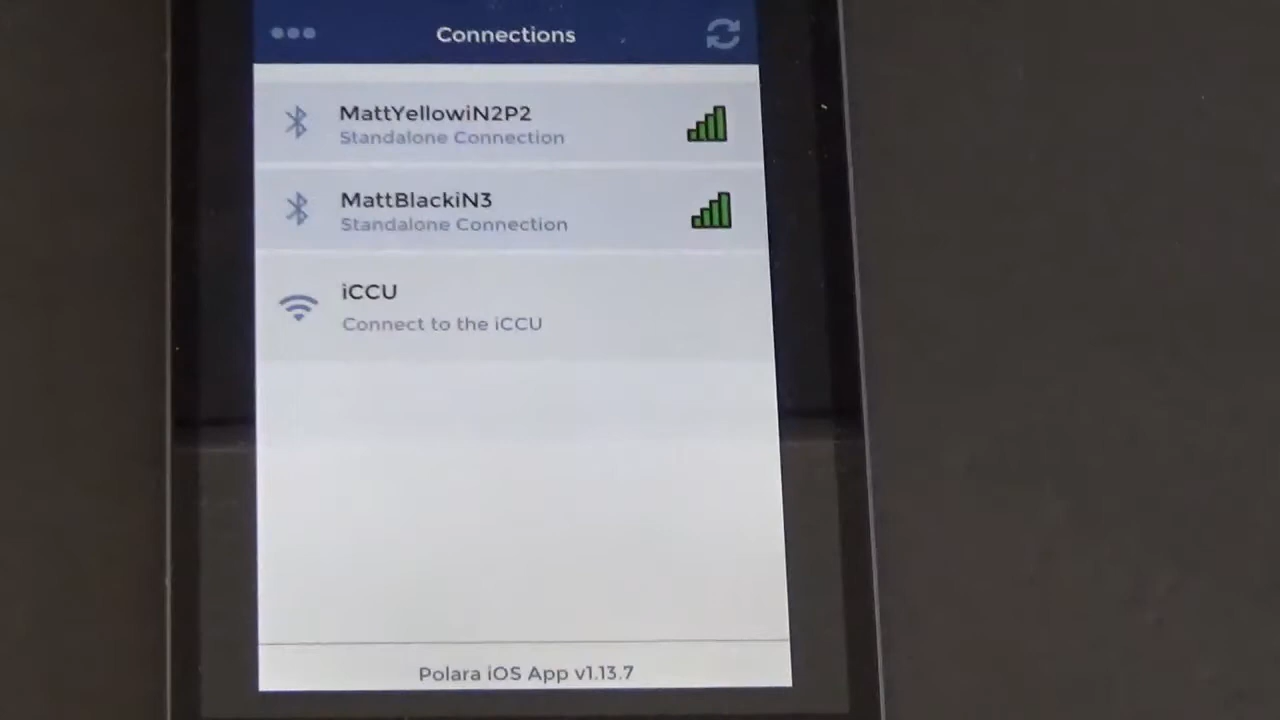 Connections
MattYellowiN2P2
Standalone Connection
MattBlackiN3
Standalone Connection
iCCU
Connect to the iCCU
Polara iOS App v1.13.7